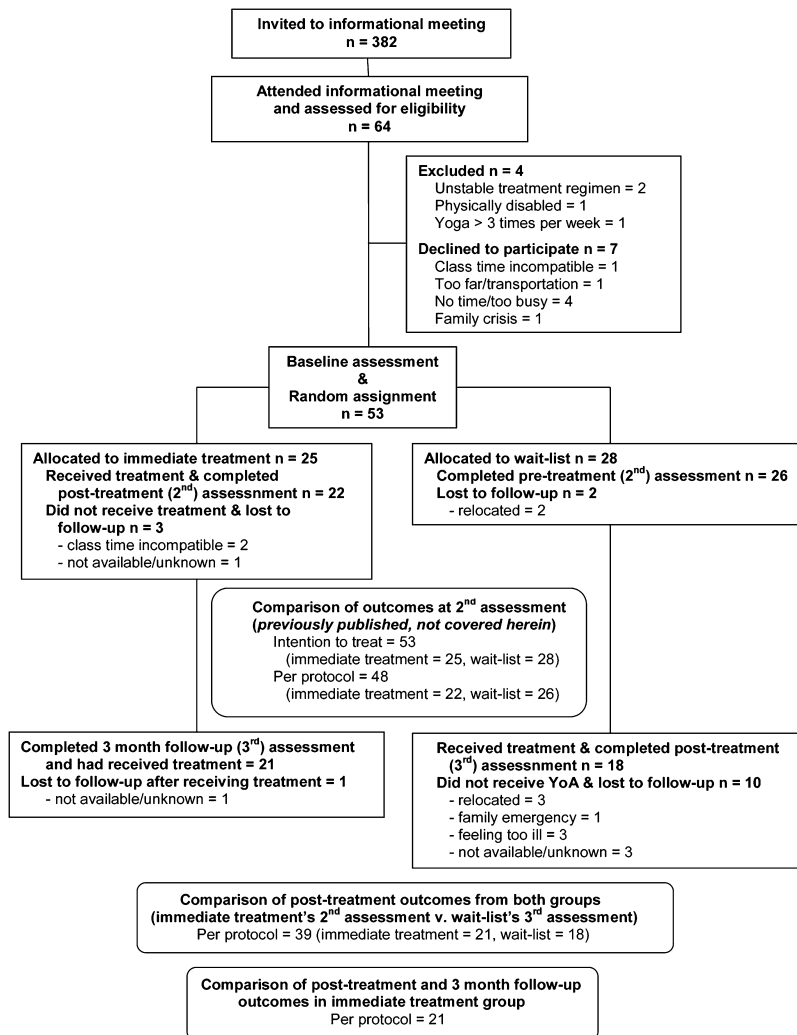 Invited to informational meeting
n = 382
Attended informational meeting
and assessed for eligibility
n = 64
Excluded n = 4
Unstable treatment regimen = 2
Physically disabled = 1
Yoga > 3 times per week = 1
Declined to participate n = 7
Class time incompatible = 1
Too far/transportation = 1
No time/too busy = 4
Family crisis = 1
Baseline assessment
&
Random assignment
n = 53
Allocated to immediate treatment n = 25
Received treatment & completed
post-treatment (2nd) assessnment n = 22
Did not receive treatment & lost to
follow-up n = 3
- class time incompatible = 2
- not available/unknown = 1
Allocated to wait-list n = 28
Completed pre-treatment (2nd) assessment n = 26
Lost to follow-up n = 2
- relocated = 2
Comparison of outcomes at 2nd assessment
(previously published, not covered herein)
Intention to treat = 53
(immediate treatment = 25, wait-list = 28)
Per protocol = 48
(immediate treatment = 22, wait-list = 26)
Completed 3 month follow-up (3rd) assessment
and had received treatment = 21
Lost to follow-up after receiving treatment = 1
- not available/unknown = 1
Received treatment & completed post-treatment
(3rd) assessnment n = 18
Did not receive YoA & lost to follow-up n = 10
- relocated = 3
- family emergency = 1
- feeling too ill = 3
- not available/unknown = 3
Comparison of post-treatment outcomes from both groups
(immediate treatment's 2nd assessment v. wait-list's 3rd assessment)
Per protocol = 39 (immediate treatment = 21, wait-list = 18)
Comparison of post-treatment and 3 month follow-up
outcomes in immediate treatment group
Per protocol = 21